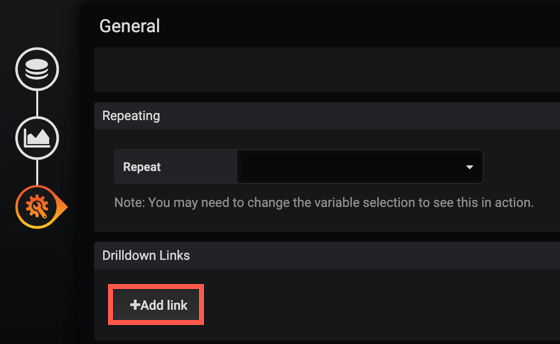 General
Repeating
Repeat
Note: You may need to change the variable selection to see this in action.
Drilldown Links
+Add link